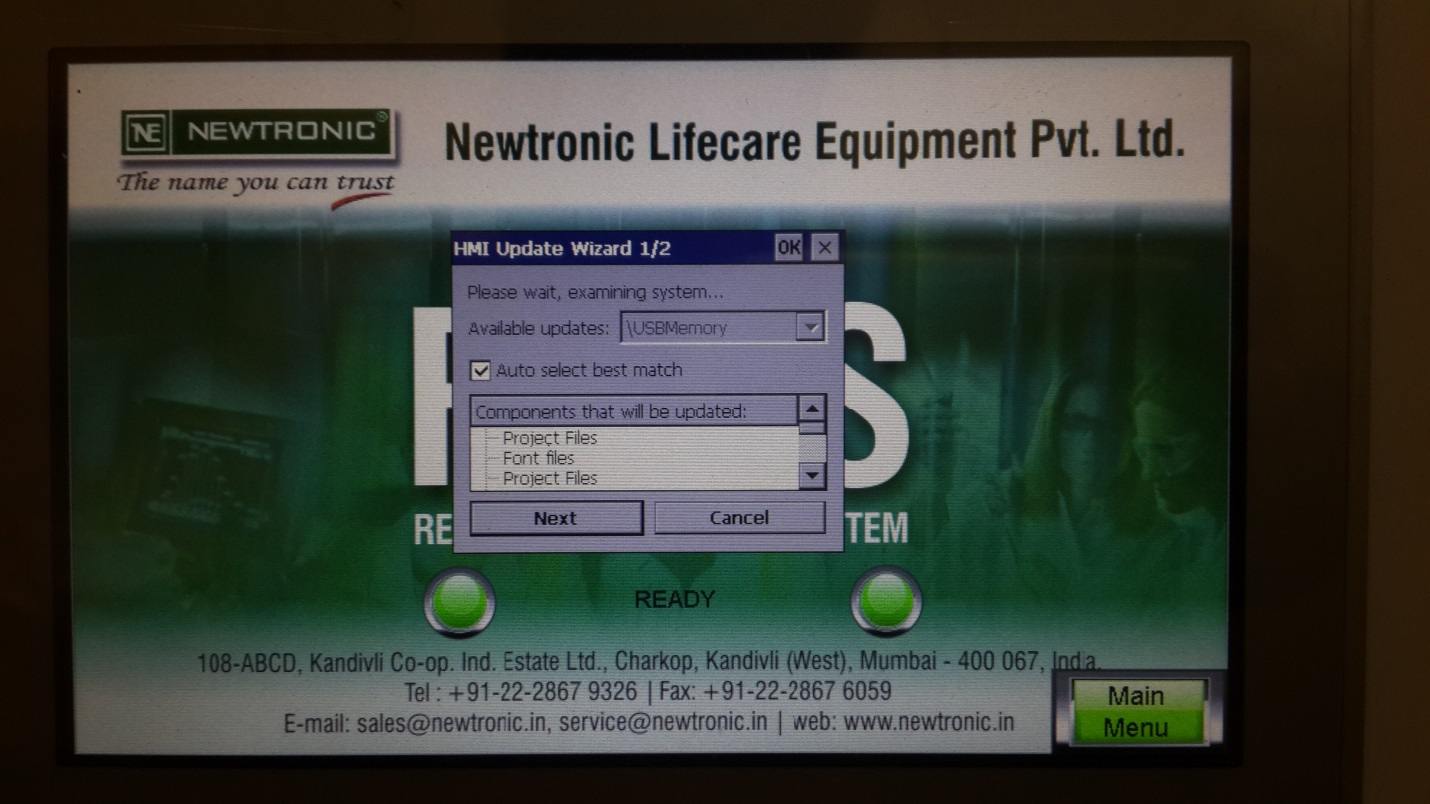 NE NEWTRONIC®
The name you can trust
Newtronic Lifecare Equipment Pvt. Ltd.
HMI Update Wizard 1/2 OK
Please wait, examining system...
Available updates: \USBMemory
Auto select best match
Components that will be updated:
Project Files
Font files
Project Files
Next Cancel
S
RE TEM
READY
108-ABCD, Kandivli Co-op. Ind. Estate Ltd., Charkop, Kandivli (West), Mumbai - 400 067, India.
Tel : +91-22-2867 9326 | Fax: +91-22-2867 6059
E-mail: sales@newtronic.in, service@newtronic.in | web: www.newtronic.in
Main
Menu